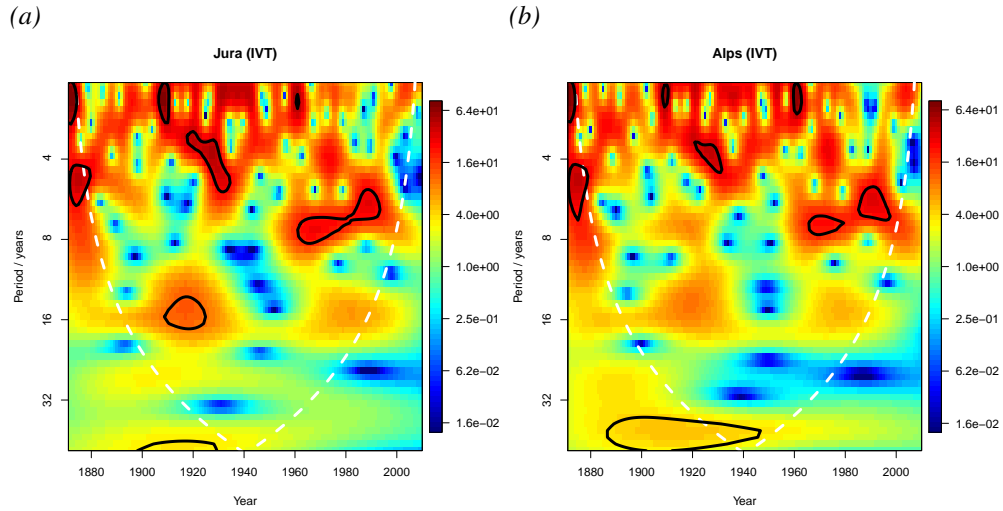 (a)
Jura (IVT)
Period / years
4
8
16
32
1880 1900 1920 1940 1960 1980 2000
Year
6.4e+01
1.6e+01
4.0e+00
1.0e+00
2.5e−01
6.2e−02
1.6e−02
(b)
Alps (IVT)
Period / years
4
8
16
32
1880 1900 1920 1940 1960 1980 2000
Year
6.4e+01
1.6e+01
4.0e+00
1.0e+00
2.5e−01
6.2e−02
1.6e−02